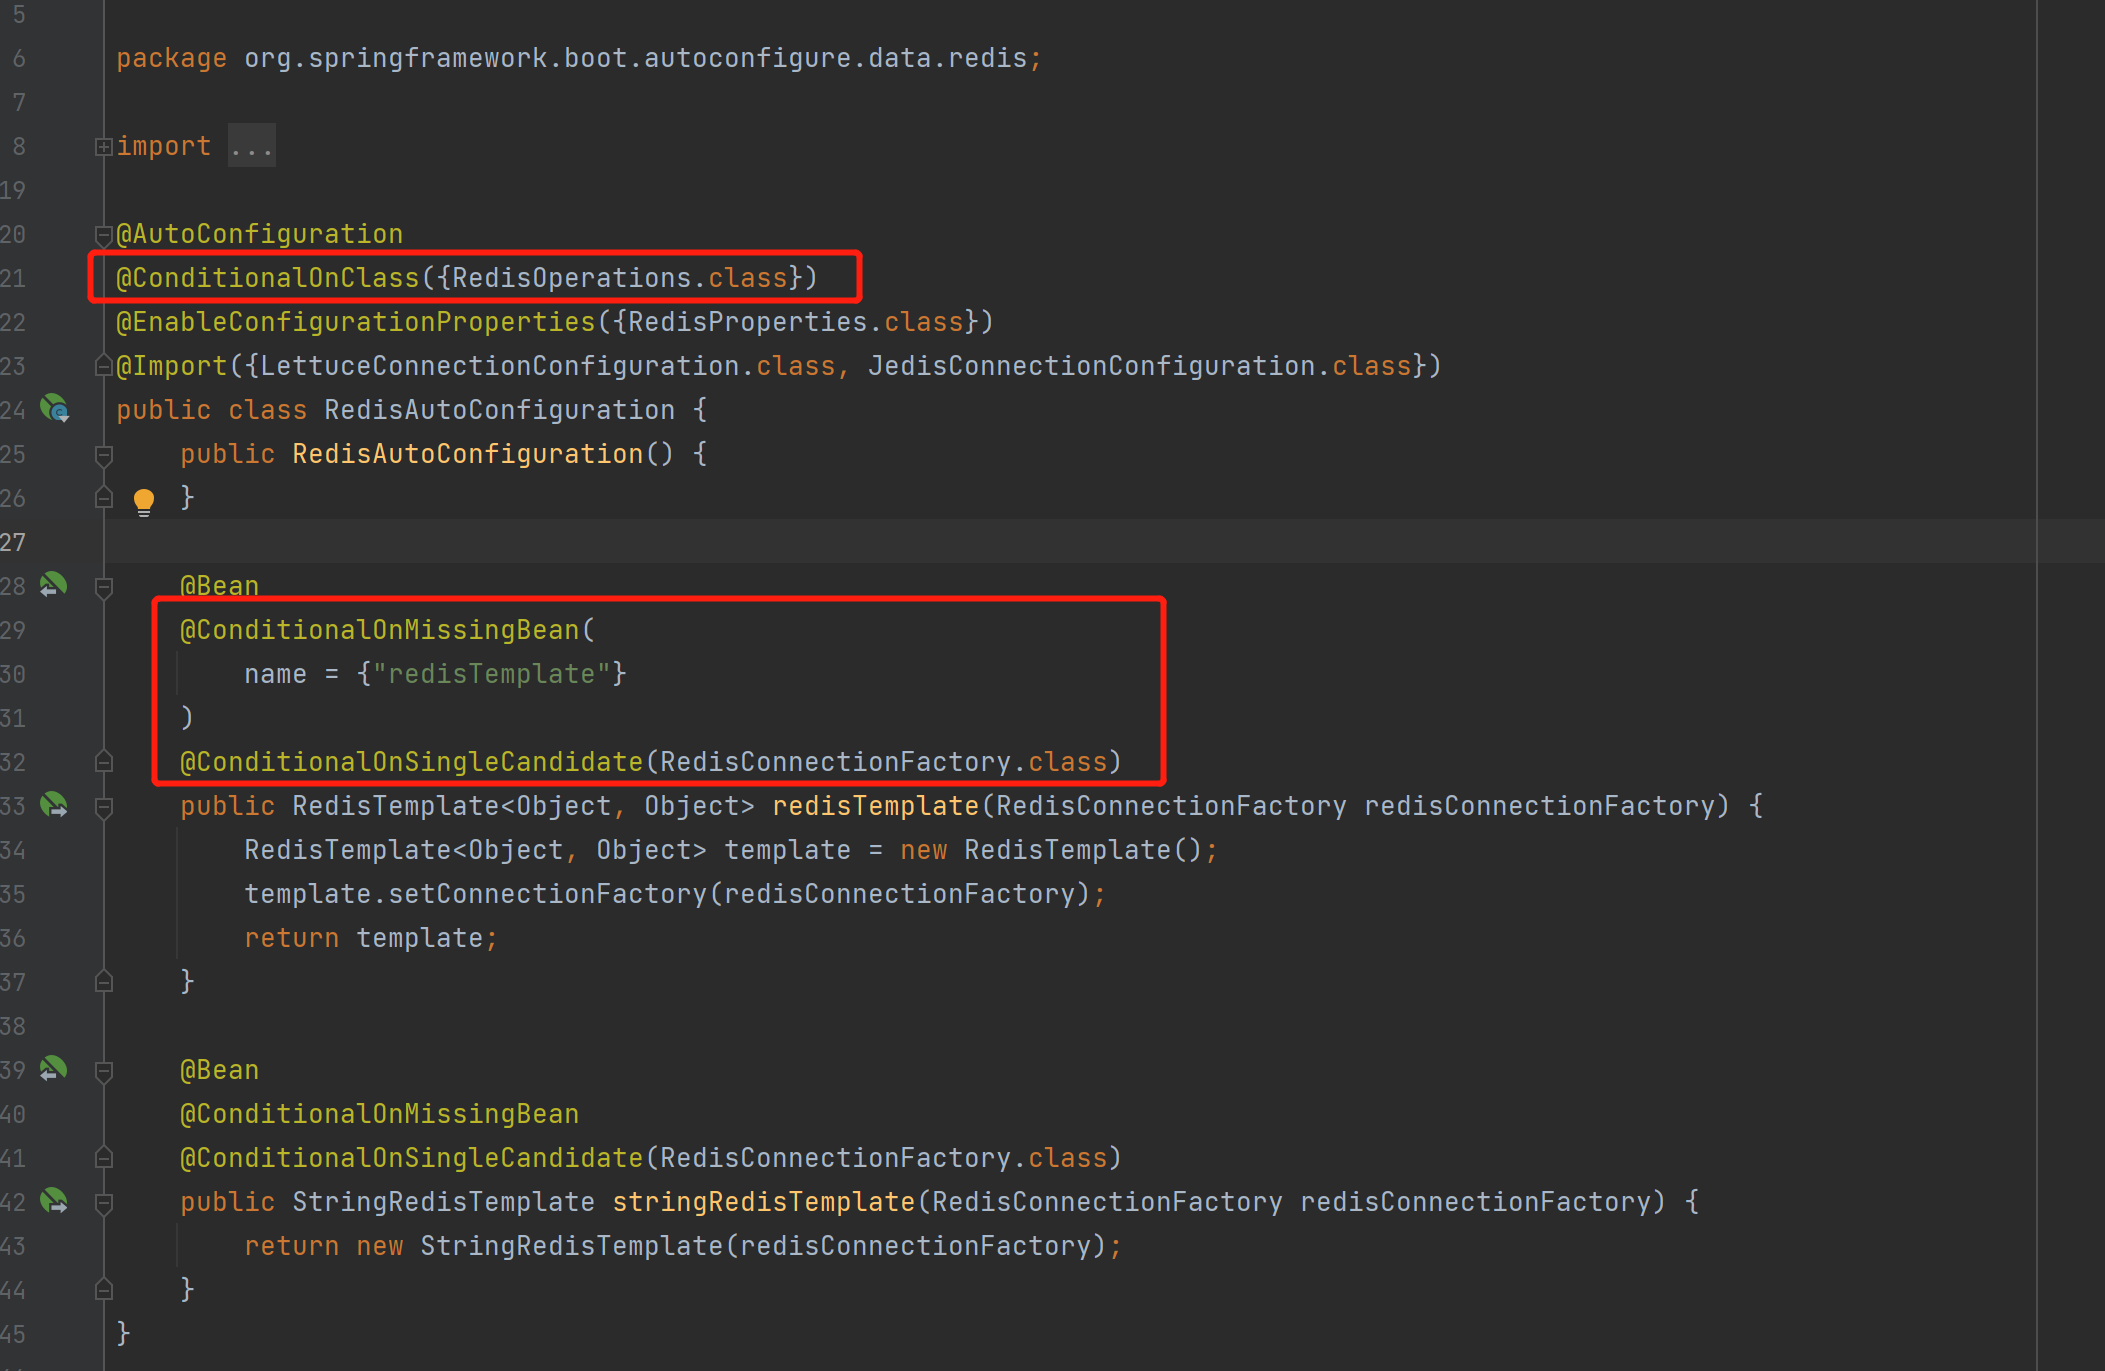 5
6 package org.springframework.boot.autoconfigure.data.redis;
7
8 import ...
19
20 @AutoConfiguration
21 @ConditionalOnClass({RedisOperations.class})
22 @EnableConfigurationProperties({RedisProperties.class})
23 @Import({LettuceConnectionConfiguration.class, JedisConnectionConfiguration.class})
24 public class RedisAutoConfiguration {
25     public RedisAutoConfiguration() {
26     }
27
28     @Bean
29     @ConditionalOnMissingBean(
30         name = {"redisTemplate"}
31     )
32     @ConditionalOnSingleCandidate(RedisConnectionFactory.class)
33     public RedisTemplate<Object, Object> redisTemplate(RedisConnectionFactory redisConnectionFactory) {
34         RedisTemplate<Object, Object> template = new RedisTemplate();
35         template.setConnectionFactory(redisConnectionFactory);
36         return template;
37     }
38
39     @Bean
40     @ConditionalOnMissingBean
41     @ConditionalOnSingleCandidate(RedisConnectionFactory.class)
42     public StringRedisTemplate stringRedisTemplate(RedisConnectionFactory redisConnectionFactory) {
43         return new StringRedisTemplate(redisConnectionFactory);
44     }
45 }